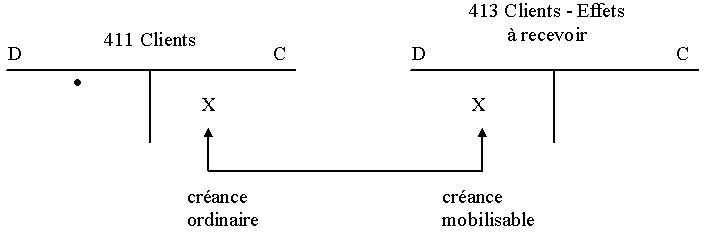 411 Clients
D
C
X
413 Clients - Effets
à recevoir
D
C
X
créance
ordinaire
créance
mobilisable